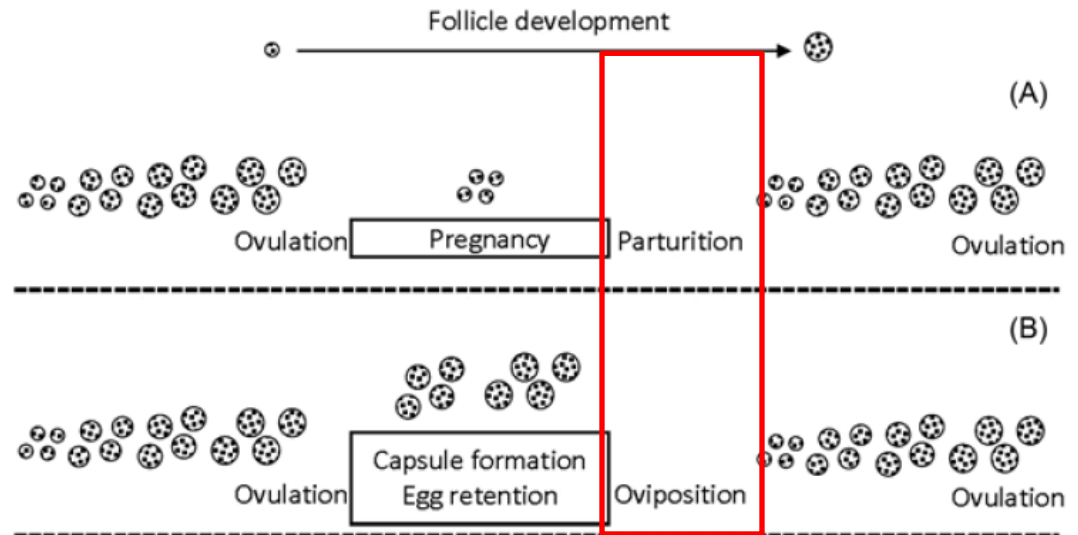 Follicle development
(A)
Ovulation Pregnancy Parturition Ovulation
(B)
Capsule formation
Ovulation Egg retention Oviposition Ovulation